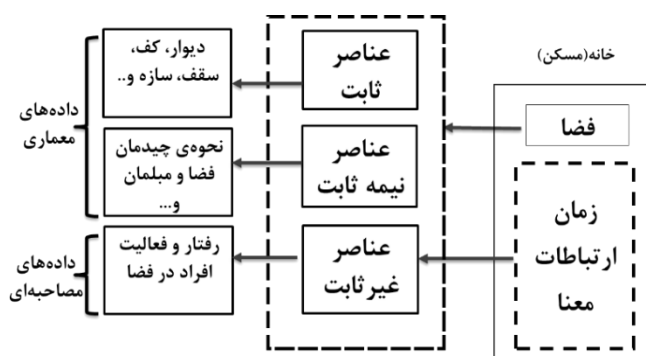 خانه(مسکن)
فضا
زمان
ارتباطات
معنا
عناصر
ثابت
عناصر
نیمه ثابت
عناصر
غیرثابت
دیوار، کف،
سقف، سازه و..
نحوه‌ی چیدمان
فضا و مبلمان
و...
رفتار و فعالیت
افراد در فضا
داده‌های
معماری
داده‌های
مصاحبه‌ای